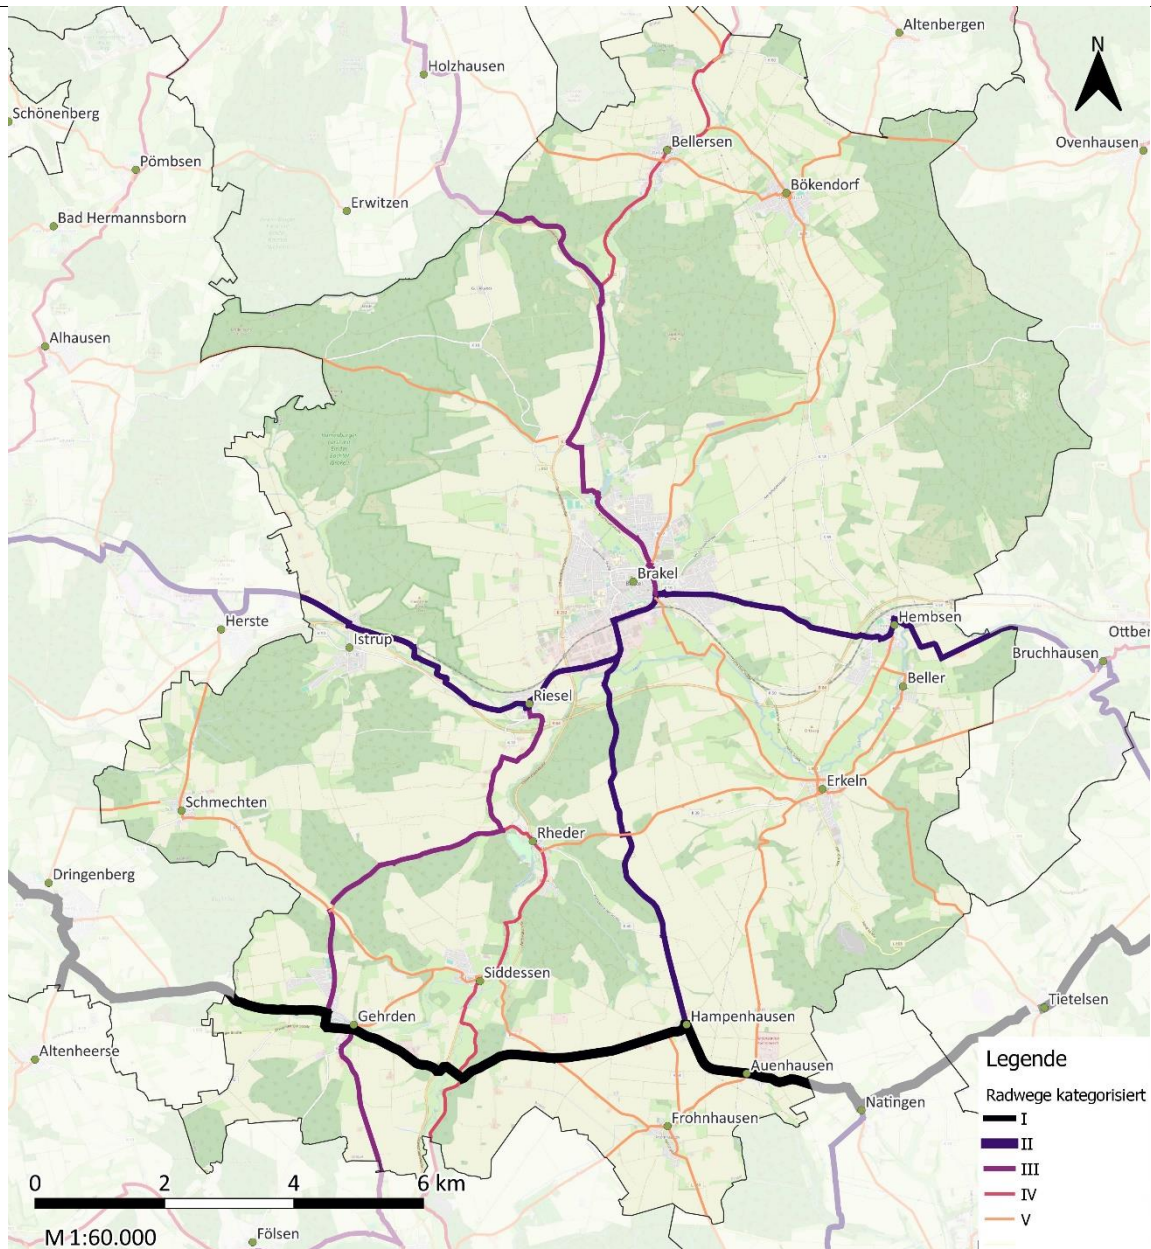 Altenbergen
N
Holzhausen
Schönenberg
Bellersen
Ovenhausen
Pömbsen
Bökendorf
Erwitzen
Bad Hermannsborn
Alhausen
Brakel
Herste
Istrup
Hembsen
Ottber
Bruchhausen
Beller
Riesel
Schmechten
Erkeln
Rheder
Dringenberg
Siddessen
Tietelsen
Gehrden
Hampenhausen
Altenheerse
Auenhausen
Natingen
Frohnhausen
Legende
Radwege kategorisiert
I
II
III
IV
V
0 2 4 6 km
M 1:60.000
Fölsen